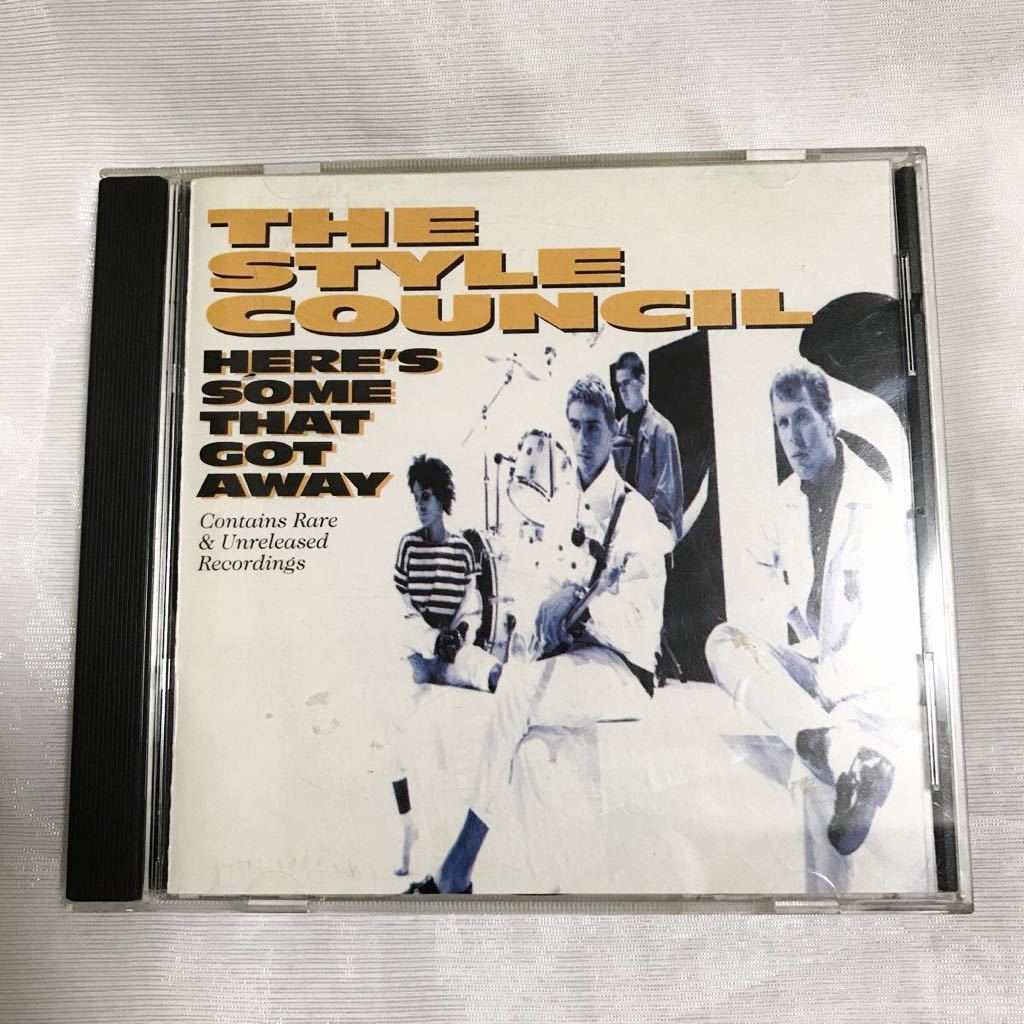 THE
STYLE
COUNCIL
HERE'S
SOME
THAT
GOT
AWAY
Contains Rare
& Unreleased
Recordings